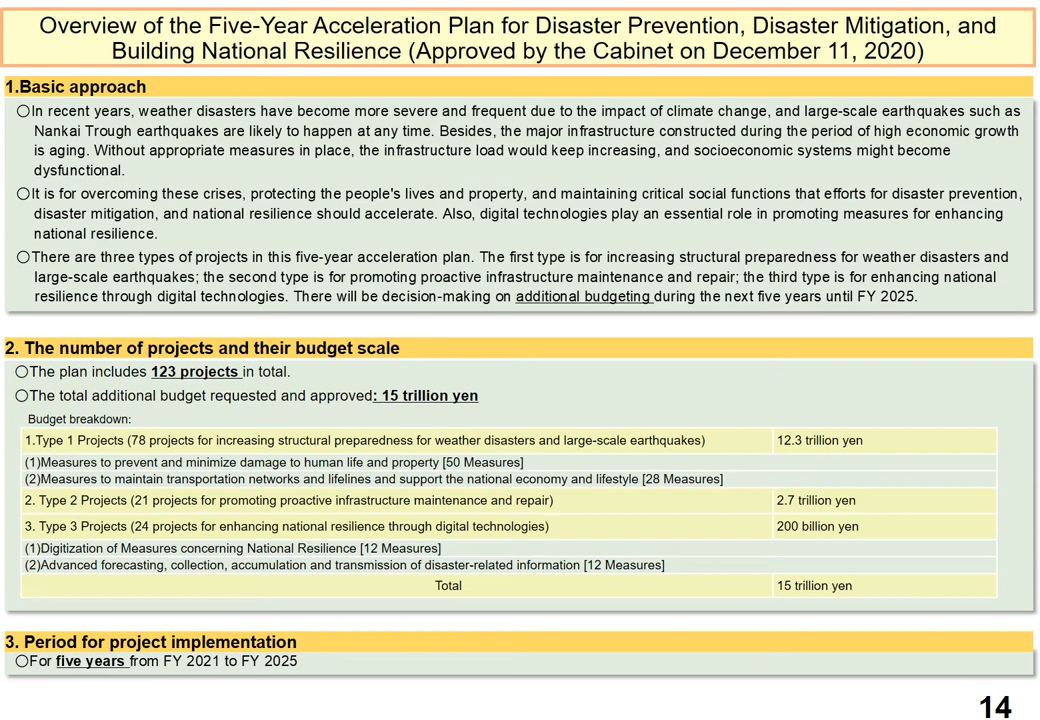 Overview of the Five-Year Acceleration Plan for Disaster Prevention, Disaster Mitigation, and
Building National Resilience (Approved by the Cabinet on December 11, 2020)
1.Basic approach
○In recent years, weather disasters have become more severe and frequent due to the impact of climate change, and large-scale earthquakes such as
Nankai Trough earthquakes are likely to happen at any time. Besides, the major infrastructure constructed during the period of high economic growth
is aging. Without appropriate measures in place, the infrastructure load would keep increasing, and socioeconomic systems might become
dysfunctional.
○It is for overcoming these crises, protecting the people's lives and property, and maintaining critical social functions that efforts for disaster prevention,
disaster mitigation, and national resilience should accelerate. Also, digital technologies play an essential role in promoting measures for enhancing
national resilience.
○There are three types of projects in this five-year acceleration plan. The first type is for increasing structural preparedness for weather disasters and
large-scale earthquakes; the second type is for promoting proactive infrastructure maintenance and repair; the third type is for enhancing national
resilience through digital technologies. There will be decision-making on additional budgeting during the next five years until FY 2025.
2. The number of projects and their budget scale
○The plan includes 123 projects in total.
○The total additional budget requested and approved: 15 trillion yen
Budget breakdown:
1.Type 1 Projects (78 projects for increasing structural preparedness for weather disasters and large-scale earthquakes) 12.3 trillion yen
(1)Measures to prevent and minimize damage to human life and property [50 Measures]
(2)Measures to maintain transportation networks and lifelines and support the national economy and lifestyle [28 Measures]
2. Type 2 Projects (21 projects for promoting proactive infrastructure maintenance and repair) 2.7 trillion yen
3. Type 3 Projects (24 projects for enhancing national resilience through digital technologies) 200 billion yen
(1)Digitization of Measures concerning National Resilience [12 Measures]
(2)Advanced forecasting, collection, accumulation and transmission of disaster-related information [12 Measures]
Total 15 trillion yen
3. Period for project implementation
○For five years from FY 2021 to FY 2025
14